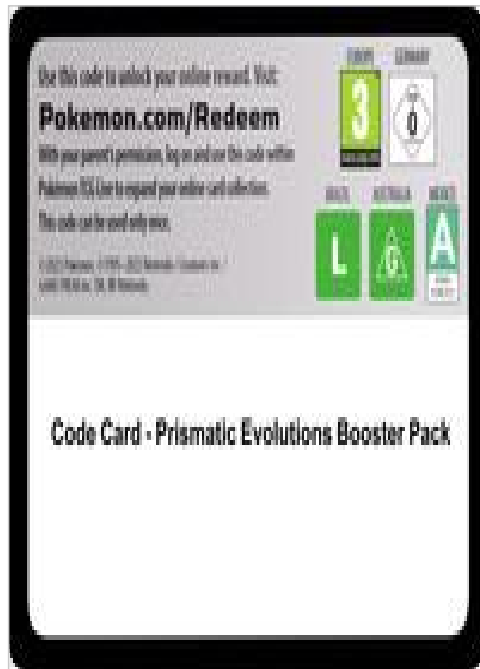 Use this code to unlock your online reward. Visit:
Pokemon.com/Redeem
With your parent's permission, log on and use this code within
Pokémon TCG Live to expand your online card collection.
This code can be used only once.
EUROPE GERMANY
3
0
BRAZIL AUSTRALIA MEXICO
L
G
A
Code Card - Prismatic Evolutions Booster Pack